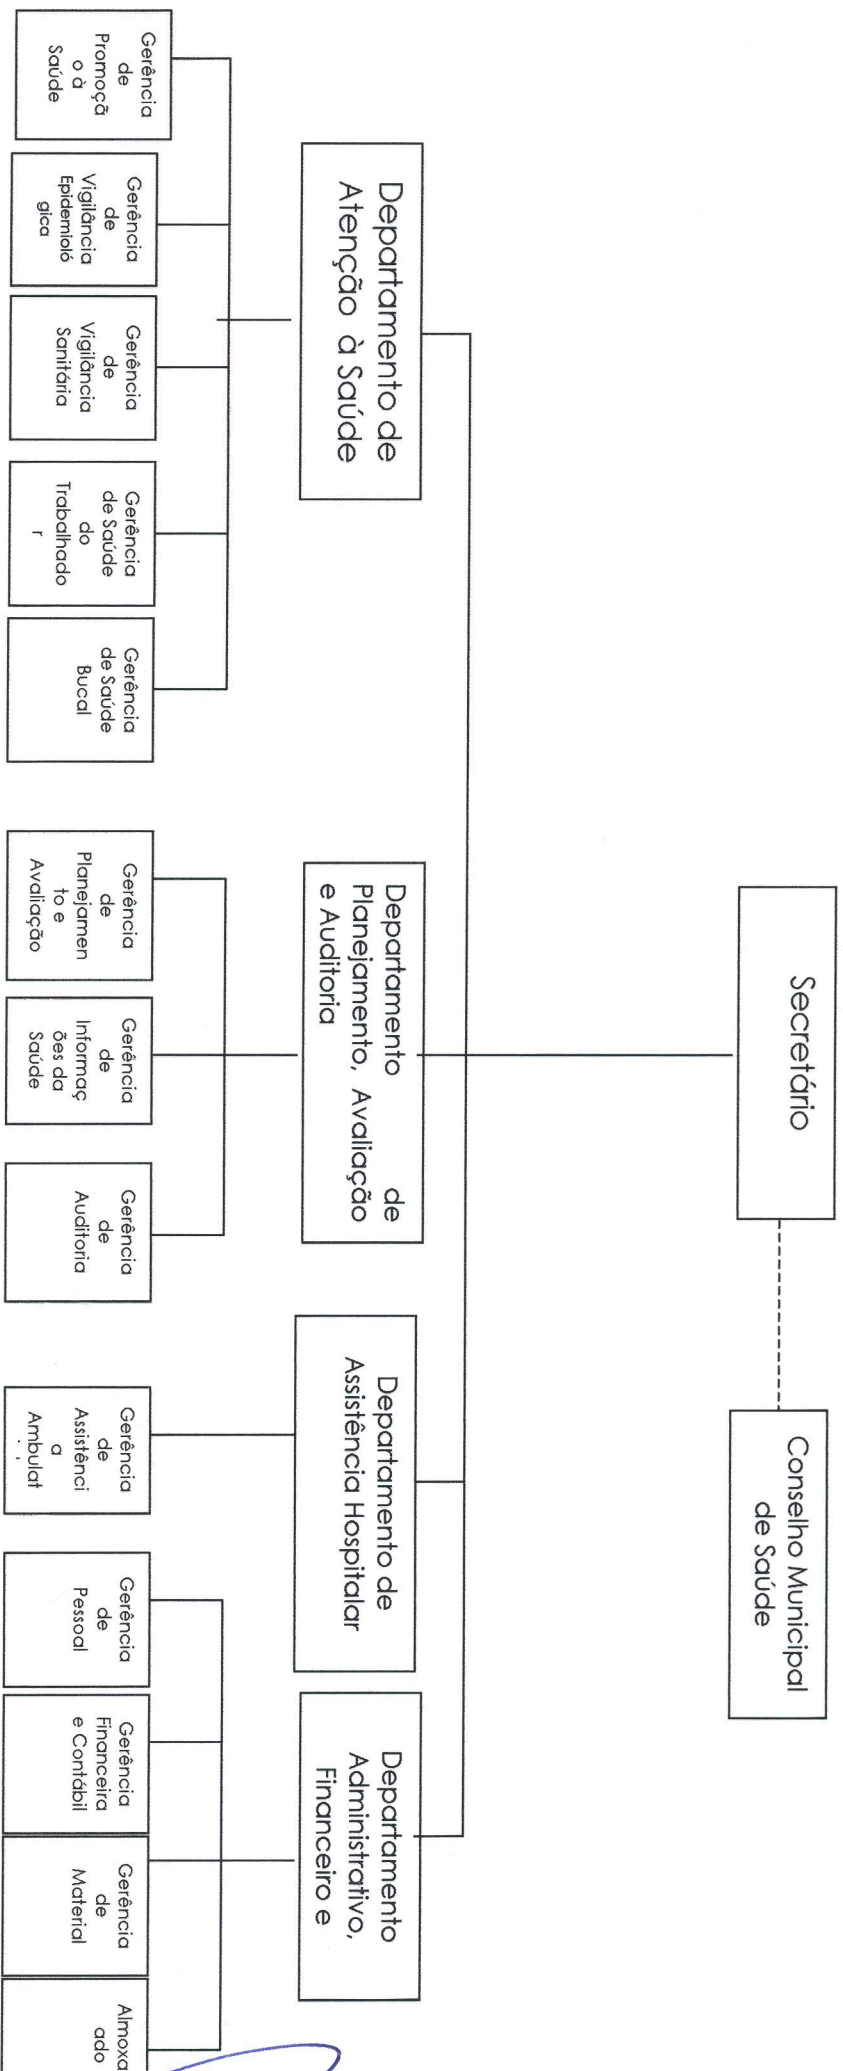 Secretário
Conselho Municipal
de Saúde
Departamento de
Atenção à Saúde
Departamento de
Planejamento, Avaliação
e Auditoria
Departamento de
Assistência Hospitalar
Departamento
Administrativo,
Financeiro e
Gerência
de
Promoçã
o à
Saúde
Gerência
de
Vigilância
Epidemioló
gica
Gerência
de
Vigilância
Sanitária
Gerência
de Saúde
do
Trabalhado
r
Gerência
de Saúde
Bucal
Gerência
de
Planejamen
to e
Avaliação
Gerência
de
Informaç
ões da
Saúde
Gerência
de
Auditoria
Gerência
de
Assistênci
a
Ambulat
Gerência
de
Pessoal
Gerência
Financeira
e Contábil
Gerência
de
Material
Almoxa
ado